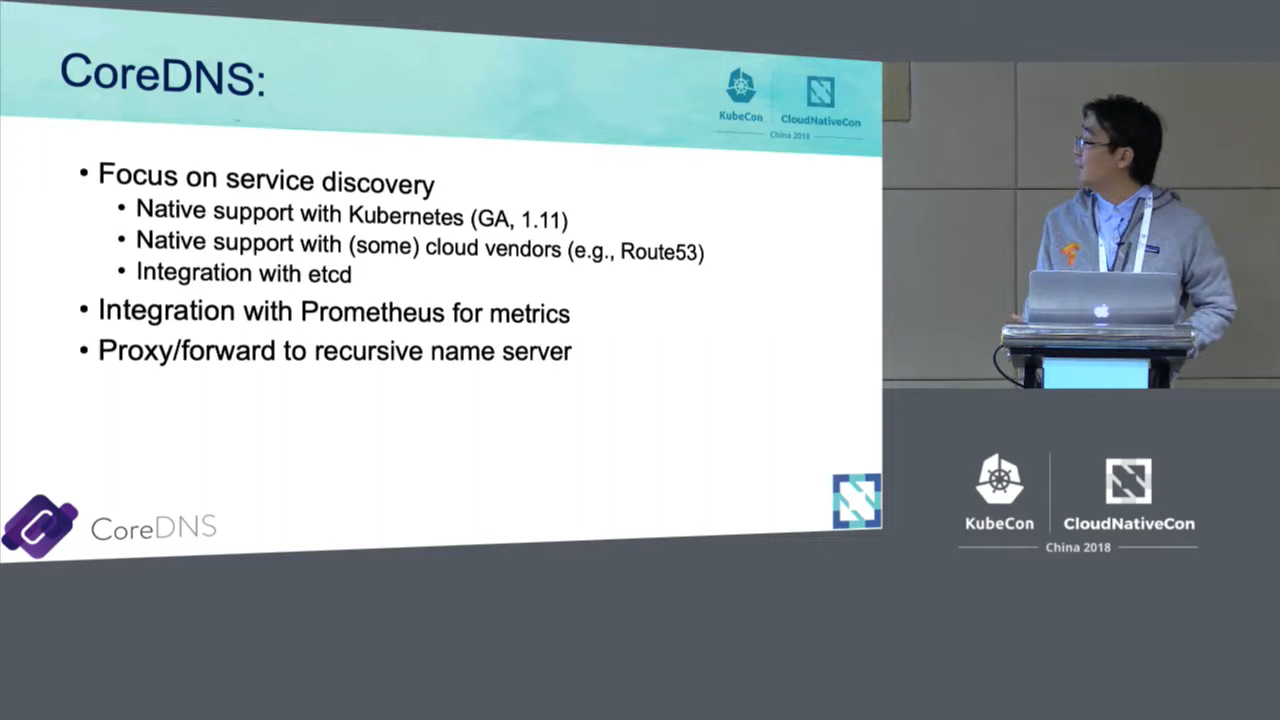 CoreDNS:
KubeCon
CloudNativeCon
China 2018
• Focus on service discovery
• Native support with Kubernetes (GA, 1.11)
• Native support with (some) cloud vendors (e.g., Route53)
• Integration with etcd
• Integration with Prometheus for metrics
• Proxy/forward to recursive name server
CoreDNS
KubeCon
CloudNativeCon
China 2018